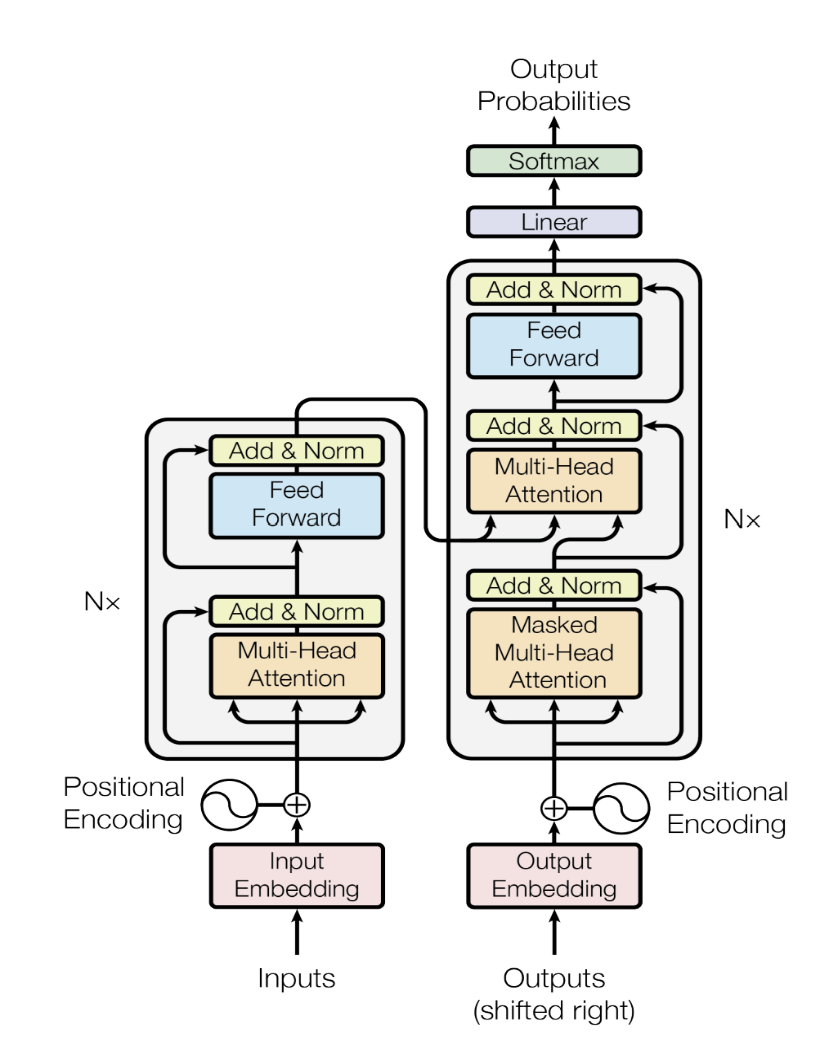 Output
Probabilities
Softmax
Linear
Add & Norm
Feed
Forward
Add & Norm
Multi-Head
Attention
Add & Norm
Masked
Multi-Head
Attention
N×
Add & Norm
Feed
Forward
Add & Norm
Multi-Head
Attention
N×
Positional
Encoding
Positional
Encoding
Input
Embedding
Output
Embedding
Inputs
Outputs
(shifted right)